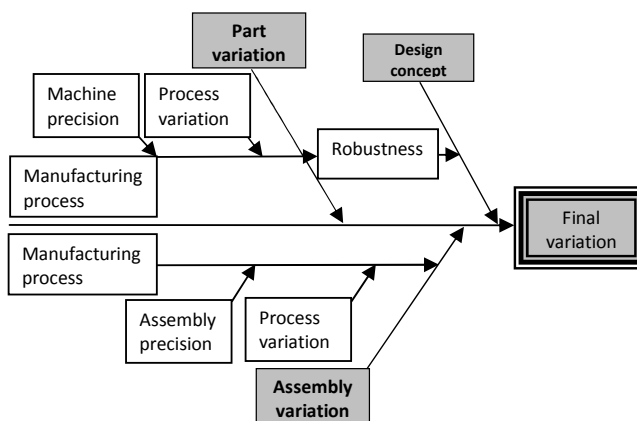 Part
variation
Design
concept
Machine
precision
Process
variation
Robustness
Manufacturing
process
Final
variation
Manufacturing
process
Assembly
precision
Process
variation
Assembly
variation